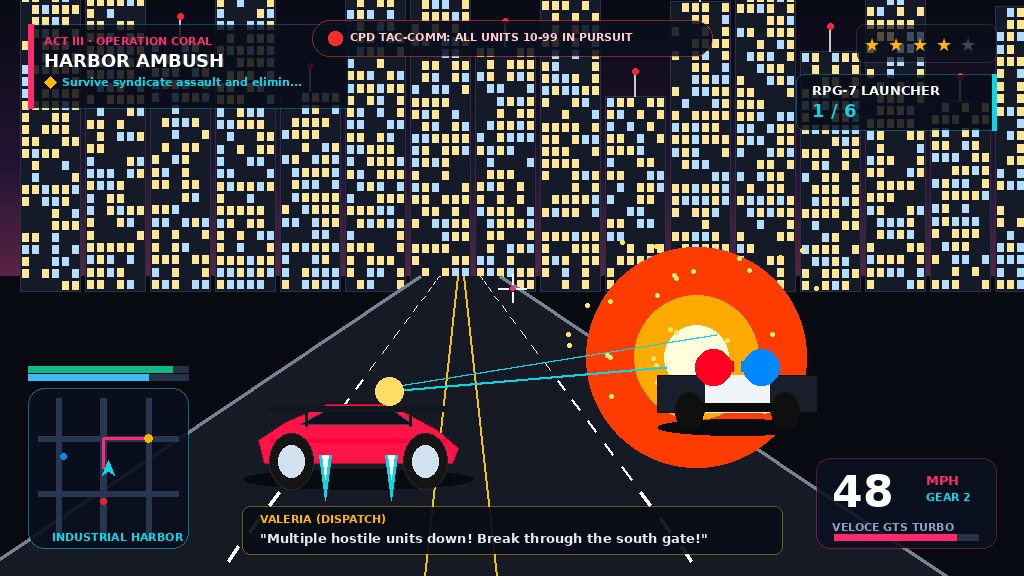 ACT III · OPERATION CORAL
HARBOR AMBUSH
Survive syndicate assault and elimin...
CPD TAC-COMM: ALL UNITS 10-99 IN PURSUIT
RPG-7 LAUNCHER
1 / 6
INDUSTRIAL HARBOR
VALERIA (DISPATCH)
"Multiple hostile units down! Break through the south gate!"
48
MPH
GEAR 2
VELOCE GTS TURBO